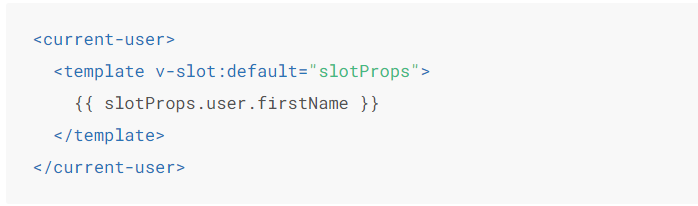 <current-user>
  <template v-slot:default="slotProps">
    {{ slotProps.user.firstName }}
  </template>
</current-user>